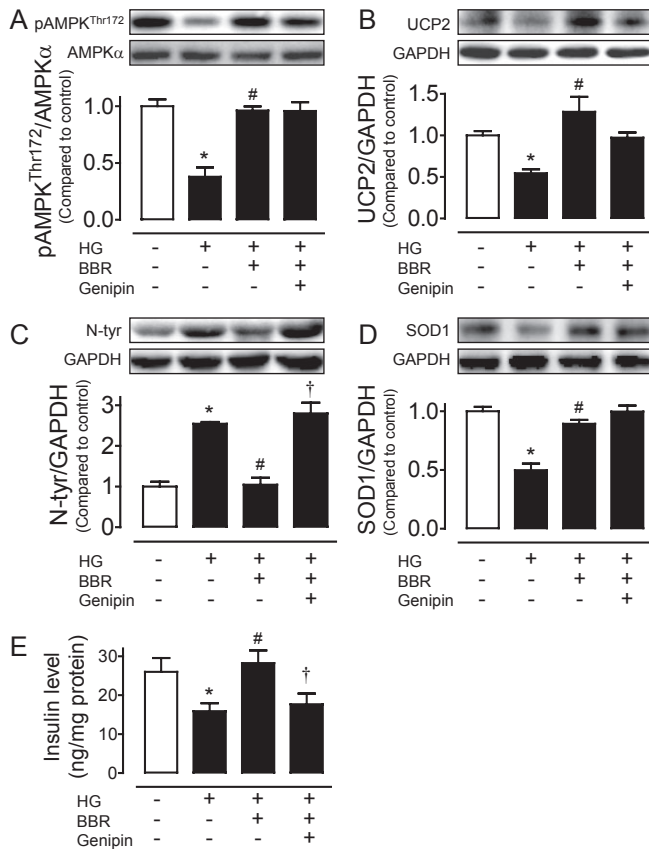 A
pAMPKThr172
AMPKα
pAMPKThr172/AMPKα
(Compared to control)
1.0
0.5
0.0
*
#
HG - + + +
BBR - - + +
Genipin - - - +
B
UCP2
GAPDH
UCP2/GAPDH
(Compared to control)
1.5
1.0
0.5
0.0
*
#
HG - + + +
BBR - - + +
Genipin - - - +
C
N-tyr
GAPDH
N-tyr/GAPDH
(Compared to control)
3
2
1
0
*
#
†
HG - + + +
BBR - - + +
Genipin - - - +
D
SOD1
GAPDH
SOD1/GAPDH
(Compared to control)
1.0
0.5
0.0
*
#
HG - + + +
BBR - - + +
Genipin - - - +
E
Insulin level
(ng/mg protein)
30
20
10
0
*
#
†
HG - + + +
BBR - - + +
Genipin - - - +